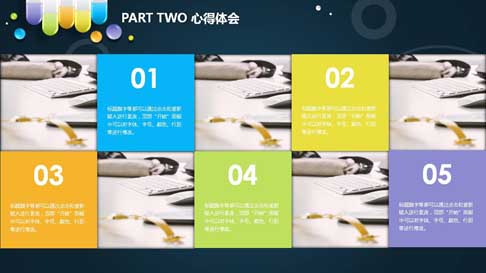 PART TWO 心得体会
01
标题数字等都可以通过点击和重新
输入进行更改，顶部“开始”面板
中可以对字体、字号、颜色、行距
等进行修改。
02
标题数字等都可以通过点击和重新
输入进行更改，顶部“开始”面板
中可以对字体、字号、颜色、行距
等进行修改。
03
标题数字等都可以通过点击和重新
输入进行更改，顶部“开始”面板
中可以对字体、字号、颜色、行距
等进行修改。
04
标题数字等都可以通过点击和重新
输入进行更改，顶部“开始”面板
中可以对字体、字号、颜色、行距
等进行修改。
05
标题数字等都可以通过点击和重新
输入进行更改，顶部“开始”面板
中可以对字体、字号、颜色、行距
等进行修改。